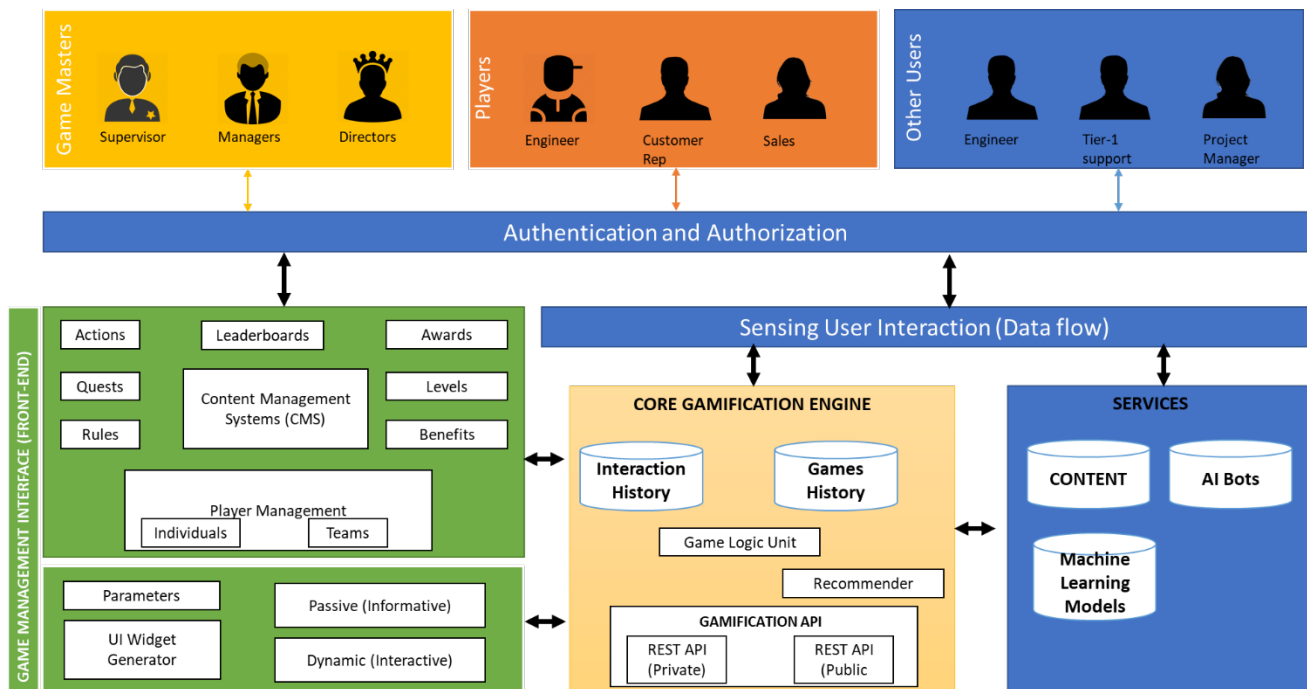 Game Masters
Supervisor
Managers
Directors
Players
Engineer
Customer
Rep
Sales
Other Users
Engineer
Tier-1
support
Project
Manager
Authentication and Authorization
GAME MANAGEMENT INTERFACE (FRONT-END)
Actions
Leaderboards
Awards
Quests
Content Management
Systems (CMS)
Levels
Rules
Benefits
Player Management
Individuals
Teams
Parameters
UI Widget
Generator
Passive (Informative)
Dynamic (Interactive)
Sensing User Interaction (Data flow)
CORE GAMIFICATION ENGINE
Interaction
History
Games
History
Game Logic Unit
Recommender
GAMIFICATION API
REST API
(Private)
REST API
(Public
SERVICES
CONTENT
AI Bots
Machine
Learning
Models